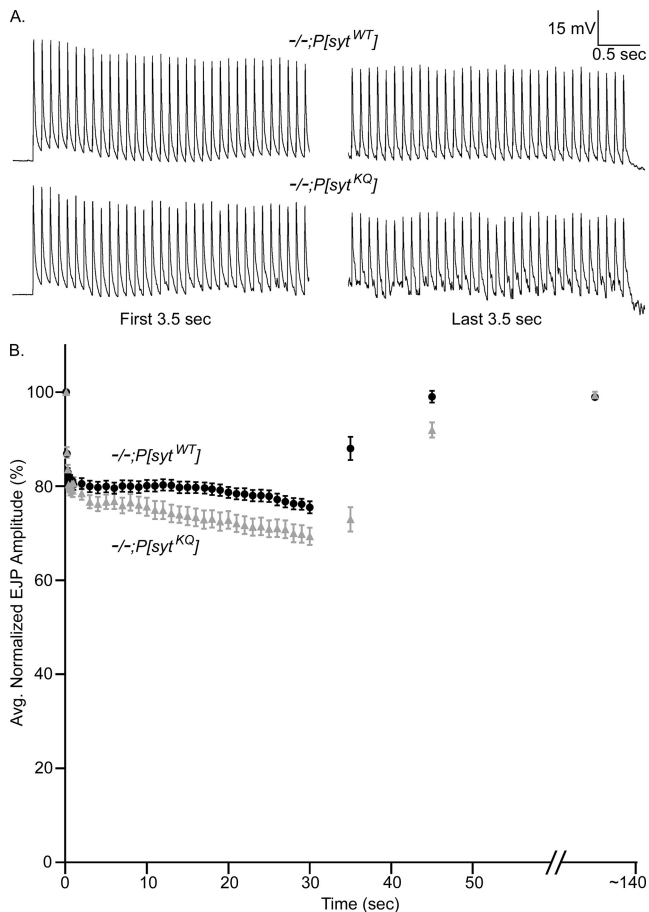 A.
-/-;P[syt^WT]
15 mV
0.5 sec
-/-;P[syt^KQ]
First 3.5 sec
Last 3.5 sec
B.
100
80
60
40
20
0
Avg. Normalized EJP Amplitude (%)
-/-;P[syt^WT]
-/-;P[syt^KQ]
0
10
20
30
40
50
~140
Time (sec)